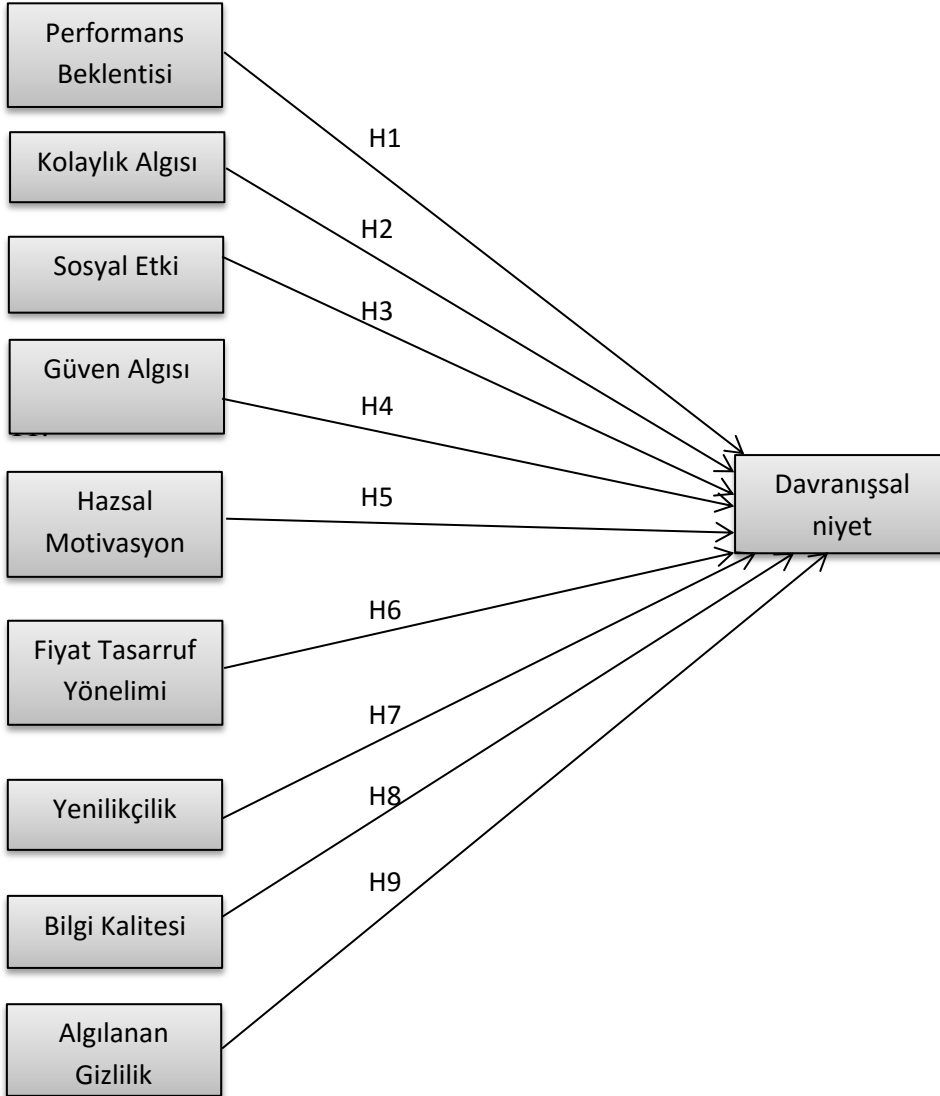 Performans
Beklentisi
H1
Kolaylık Algısı
H2
Sosyal Etki
H3
Güven Algısı
H4
Davranışsal
niyet
Hazsal
Motivasyon
H5
Fiyat Tasarruf
Yönelimi
H6
H7
Yenilikçilik
H8
H9
Bilgi Kalitesi
Algılanan
Gizlilik